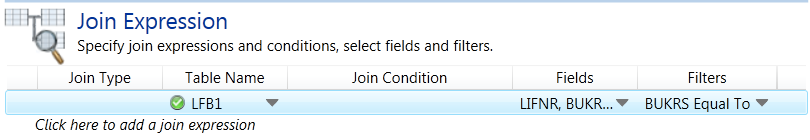 Join Expression
Specify join expressions and conditions, select fields and filters.
Join Type Table Name Join Condition Fields Filters
LFB1 LIFNR, BUKR... BUKRS Equal To
Click here to add a join expression